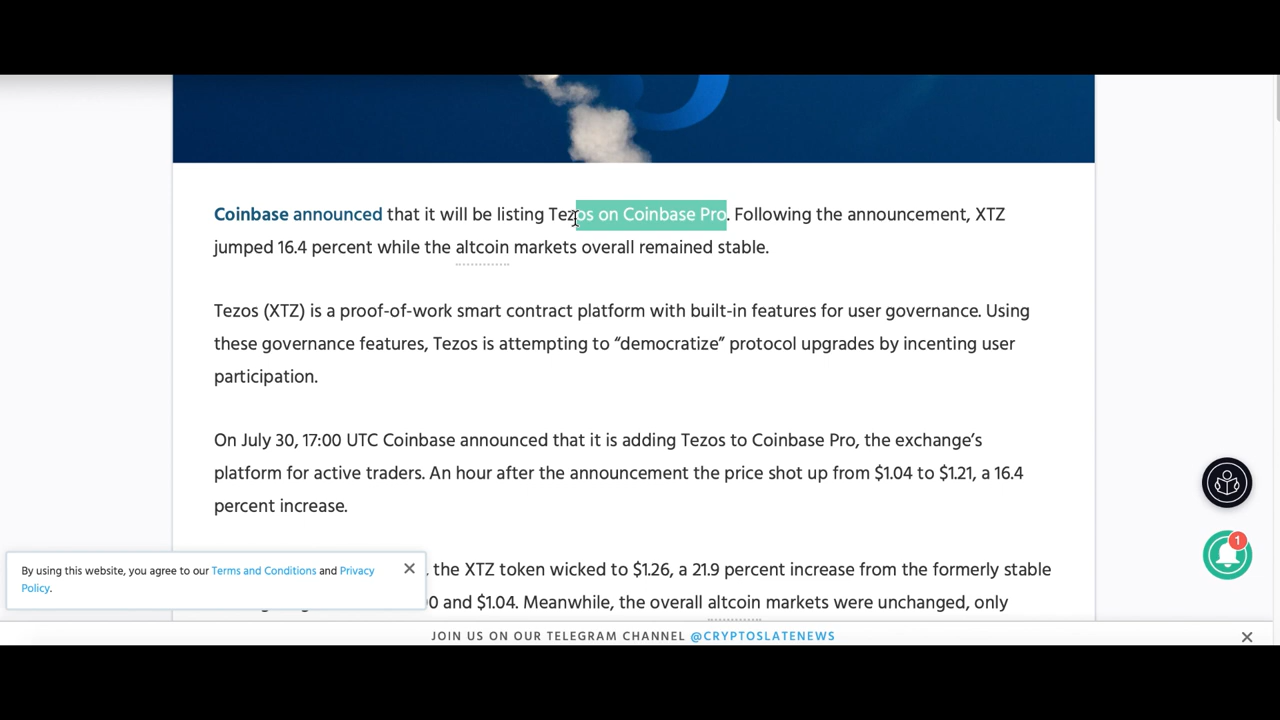 Coinbase announced that it will be listing Tezos on Coinbase Pro. Following the announcement, XTZ
jumped 16.4 percent while the altcoin markets overall remained stable.
Tezos (XTZ) is a proof-of-work smart contract platform with built-in features for user governance. Using
these governance features, Tezos is attempting to “democratize” protocol upgrades by incenting user
participation.
On July 30, 17:00 UTC Coinbase announced that it is adding Tezos to Coinbase Pro, the exchange’s
platform for active traders. An hour after the announcement the price shot up from $1.04 to $1.21, a 16.4
percent increase.
the XTZ token wicked to $1.26, a 21.9 percent increase from the formerly stable
and $1.04. Meanwhile, the overall altcoin markets were unchanged, only
By using this website, you agree to our Terms and Conditions and Privacy
Policy.
1
JOIN US ON OUR TELEGRAM CHANNEL @CRYPTOSLATENEWS